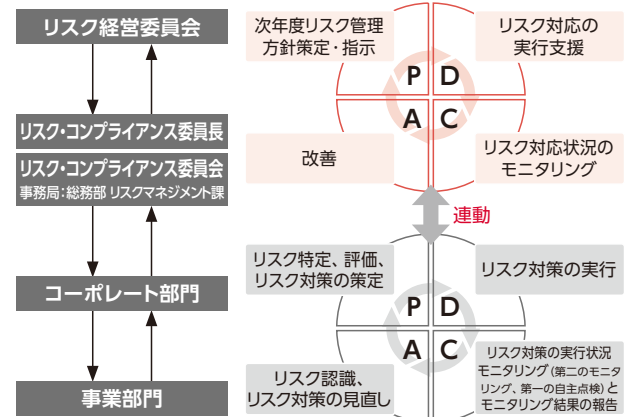 リスク経営委員会
リスク・コンプライアンス委員長
リスク・コンプライアンス委員会
事務局：総務部 リスクマネジメント課
コーポレート部門
事業部門
次年度リスク管理
方針策定・指示
リスク対応の
実行支援
P D
A C
改善
リスク対応状況の
モニタリング
連動
リスク特定、評価、
リスク対策の策定
リスク対策の実行
P D
A C
リスク認識、
リスク対策の見直し
リスク対策の実行状況
モニタリング（第二のモニタ
リング、第一の自主点検）と
モニタリング結果の報告